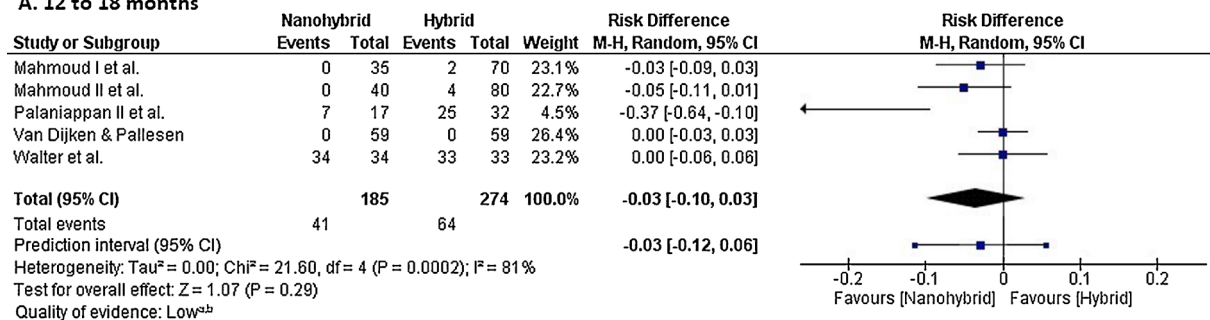 A. 12 to 18 months
Nanohybrid Hybrid Risk Difference Risk Difference
Study or Subgroup Events Total Events Total Weight M-H, Random, 95% CI M-H, Random, 95% CI
Mahmoud I et al. 0 35 2 70 23.1% -0.03 [-0.09, 0.03]
Mahmoud II et al. 0 40 4 80 22.7% -0.05 [-0.11, 0.01]
Palaniappan II et al. 7 17 25 32 4.5% -0.37 [-0.64, -0.10]
Van Dijken & Pallesen 0 59 0 59 26.4% 0.00 [-0.03, 0.03]
Walter et al. 34 34 33 33 23.2% 0.00 [-0.06, 0.06]
Total (95% CI) 185 274 100.0% -0.03 [-0.10, 0.03]
Total events 41 64
Prediction interval (95% CI) -0.03 [-0.12, 0.06]
Heterogeneity: Tau² = 0.00; Chi² = 21.60, df = 4 (P = 0.0002); I² = 81%
Test for overall effect: Z = 1.07 (P = 0.29)
Quality of evidence: Lowᵃ,ᵇ
-0.2 -0.1 0 0.1 0.2
Favours [Nanohybrid] Favours [Hybrid]